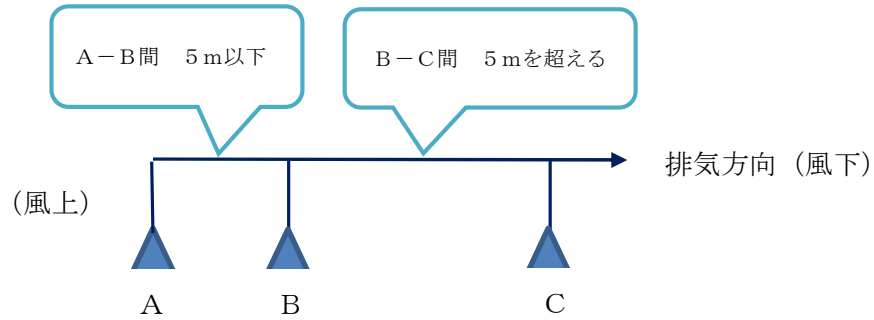 Ａ－Ｂ間　５ｍ以下
Ｂ－Ｃ間　５ｍを超える
排気方向（風下）
（風上）
Ａ
Ｂ
Ｃ